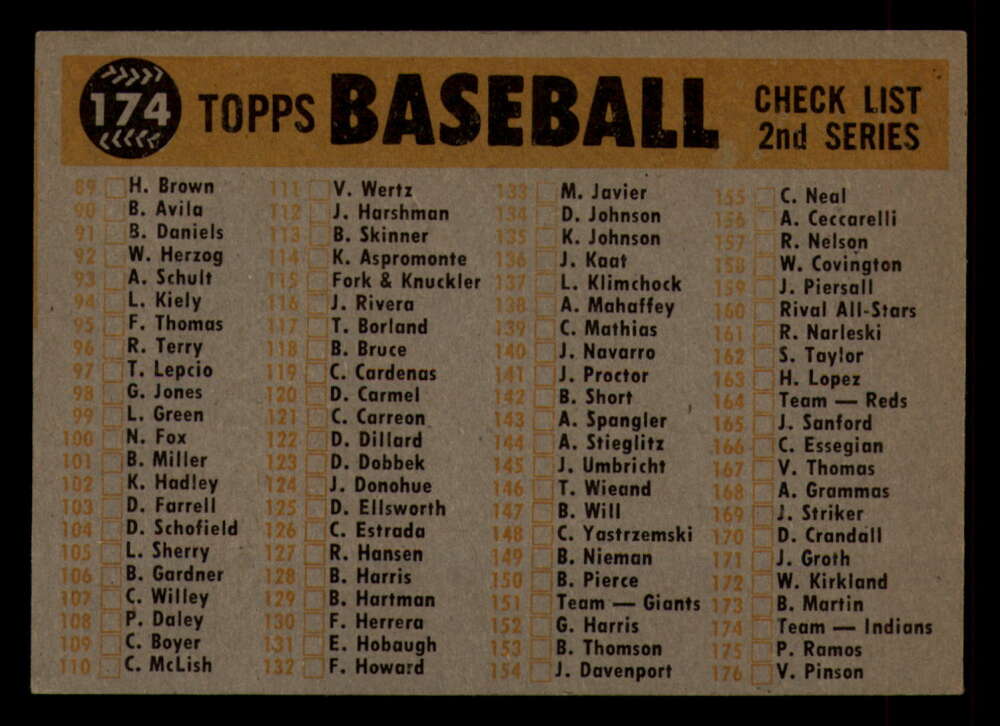 174 TOPPS BASEBALL CHECK LIST
2nd SERIES
89 H. Brown
90 B. Avila
91 B. Daniels
92 W. Herzog
93 A. Schult
94 L. Kiely
95 F. Thomas
96 R. Terry
97 T. Lepcio
98 G. Jones
99 L. Green
100 N. Fox
101 B. Miller
102 K. Hadley
103 D. Farrell
104 D. Schofield
105 L. Sherry
106 B. Gardner
107 C. Willey
108 P. Daley
109 C. Boyer
110 C. McLish
111 V. Wertz
112 J. Harshman
113 B. Skinner
114 K. Aspromonte
115 Fork & Knuckler
116 J. Rivera
117 T. Borland
118 B. Bruce
119 C. Cardenas
120 D. Carmel
121 C. Carreon
122 D. Dillard
123 D. Dobbek
124 J. Donohue
125 D. Ellsworth
126 C. Estrada
127 R. Hansen
128 B. Harris
129 B. Hartman
130 F. Herrera
131 E. Hobaugh
132 F. Howard
133 M. Javier
134 D. Johnson
135 K. Johnson
136 J. Kaat
137 L. Klimchock
138 A. Mahaffey
139 C. Mathias
140 J. Navarro
141 J. Proctor
142 B. Short
143 A. Spangler
144 A. Stieglitz
145 J. Umbricht
146 T. Wieand
147 B. Will
148 C. Yastrzemski
149 B. Nieman
150 B. Pierce
151 Team — Giants
152 G. Harris
153 B. Thomson
154 J. Davenport
155 C. Neal
156 A. Ceccarelli
157 R. Nelson
158 W. Covington
159 J. Piersall
160 Rival All-Stars
161 R. Narleski
162 S. Taylor
163 H. Lopez
164 Team — Reds
165 J. Sanford
166 C. Essegian
167 V. Thomas
168 A. Grammas
169 J. Striker
170 D. Crandall
171 J. Groth
172 W. Kirkland
173 B. Martin
174 Team — Indians
175 P. Ramos
176 V. Pinson